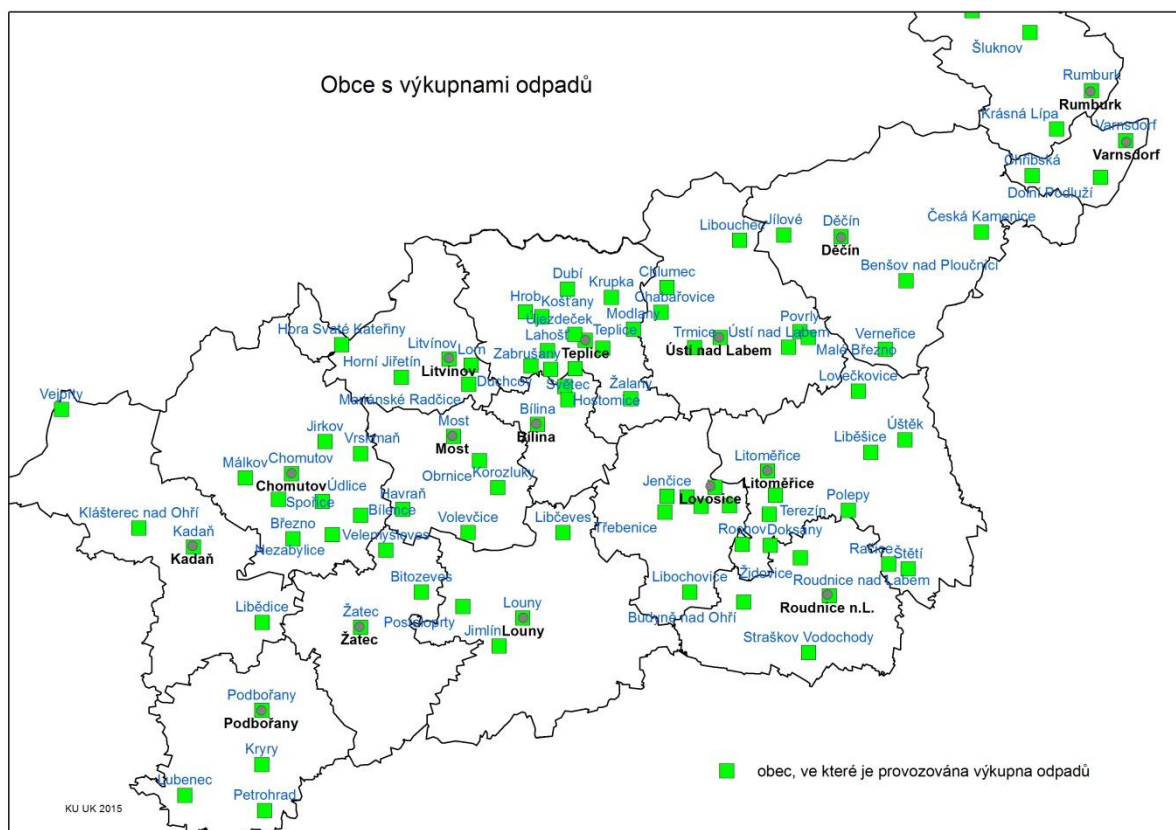 Obce s výkupnami odpadů
Šluknov
Rumburk
Rumburk
Krásná Lípa
Varnsdorf
Varnsdorf
Chřibská
Dolní Podluží
Česká Kamenice
Libouchec
Jílové
Děčín
Děčín
Benšov nad Ploučnicí
Dubí
Krupka
Chlumec
Chabařovice
Hrob
Košťany
Modlany
Újezdeček
Teplice
Teplice
Trmice
Ústí nad Labem
Ústí nad Labem
Povrly
Malé Březno
Verneřice
Hora Svaté Kateřiny
Litvínov
Litvínov
Lom
Lahošť
Zabrušany
Horní Jiřetín
Mariánské Radčice
Duchcov
Světec
Hostomice
Žalany
Lovečkovice
Vejprty
Bílina
Bílina
Most
Most
Jirkov
Vrskmaň
Úštěk
Liběšice
Chomutov
Chomutov
Málkov
Obrnice
Korozluky
Litoměřice
Litoměřice
Jenčice
Lovosice
Údlice
Spořice
Havraň
Bílence
Terezín
Polepy
Klášterec nad Ohří
Kadaň
Kadaň
Březno
Nezabylice
Velemyšleves
Volevčice
Libčeves
Třebenice
Rochov
Doksany
Račice
Štětí
Bitozeves
Židovice
Libochovice
Roudnice nad Labem
Roudnice n.L.
Budyně nad Ohří
Libědice
Žatec
Žatec
Postoloprty
Louny
Louny
Jimlín
Straškov Vodochody
Podbořany
Podbořany
Kryry
Lubenec
Petrohrad
obec, ve které je provozována výkupna odpadů
KU UK 2015